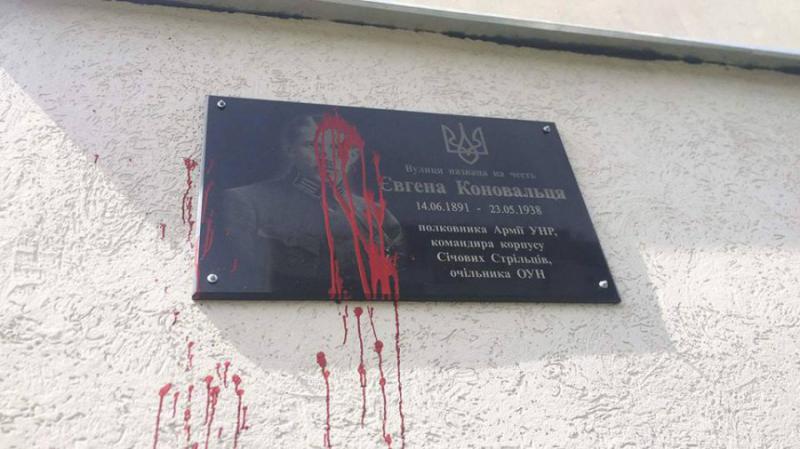 Вулиця названа на честь
Євгена Коновальця
14.06.1891 - 23.05.1938
полковника Армії УНР,
командира корпусу
Січових Стрільців,
очільника ОУН